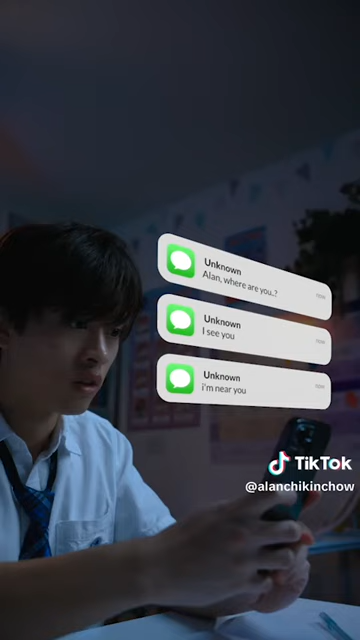 Unknown
Alan, where are you..?
now
Unknown
I see you
now
Unknown
i'm near you
now
TikTok
@alanchikinchow